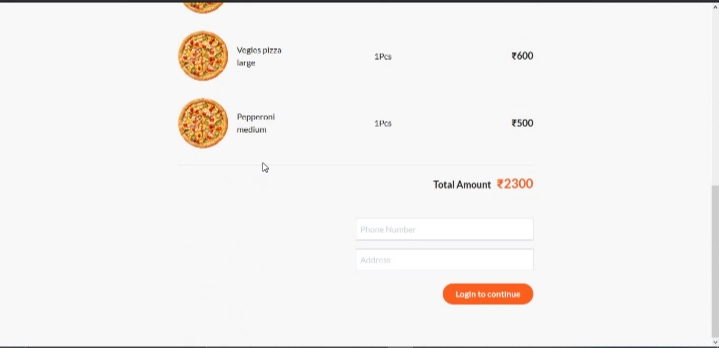 Vegies pizza
large
1Pcs
₹600
Pepperoni
medium
1Pcs
₹500
Total Amount ₹2300
Phone Number
Address
Login to continue